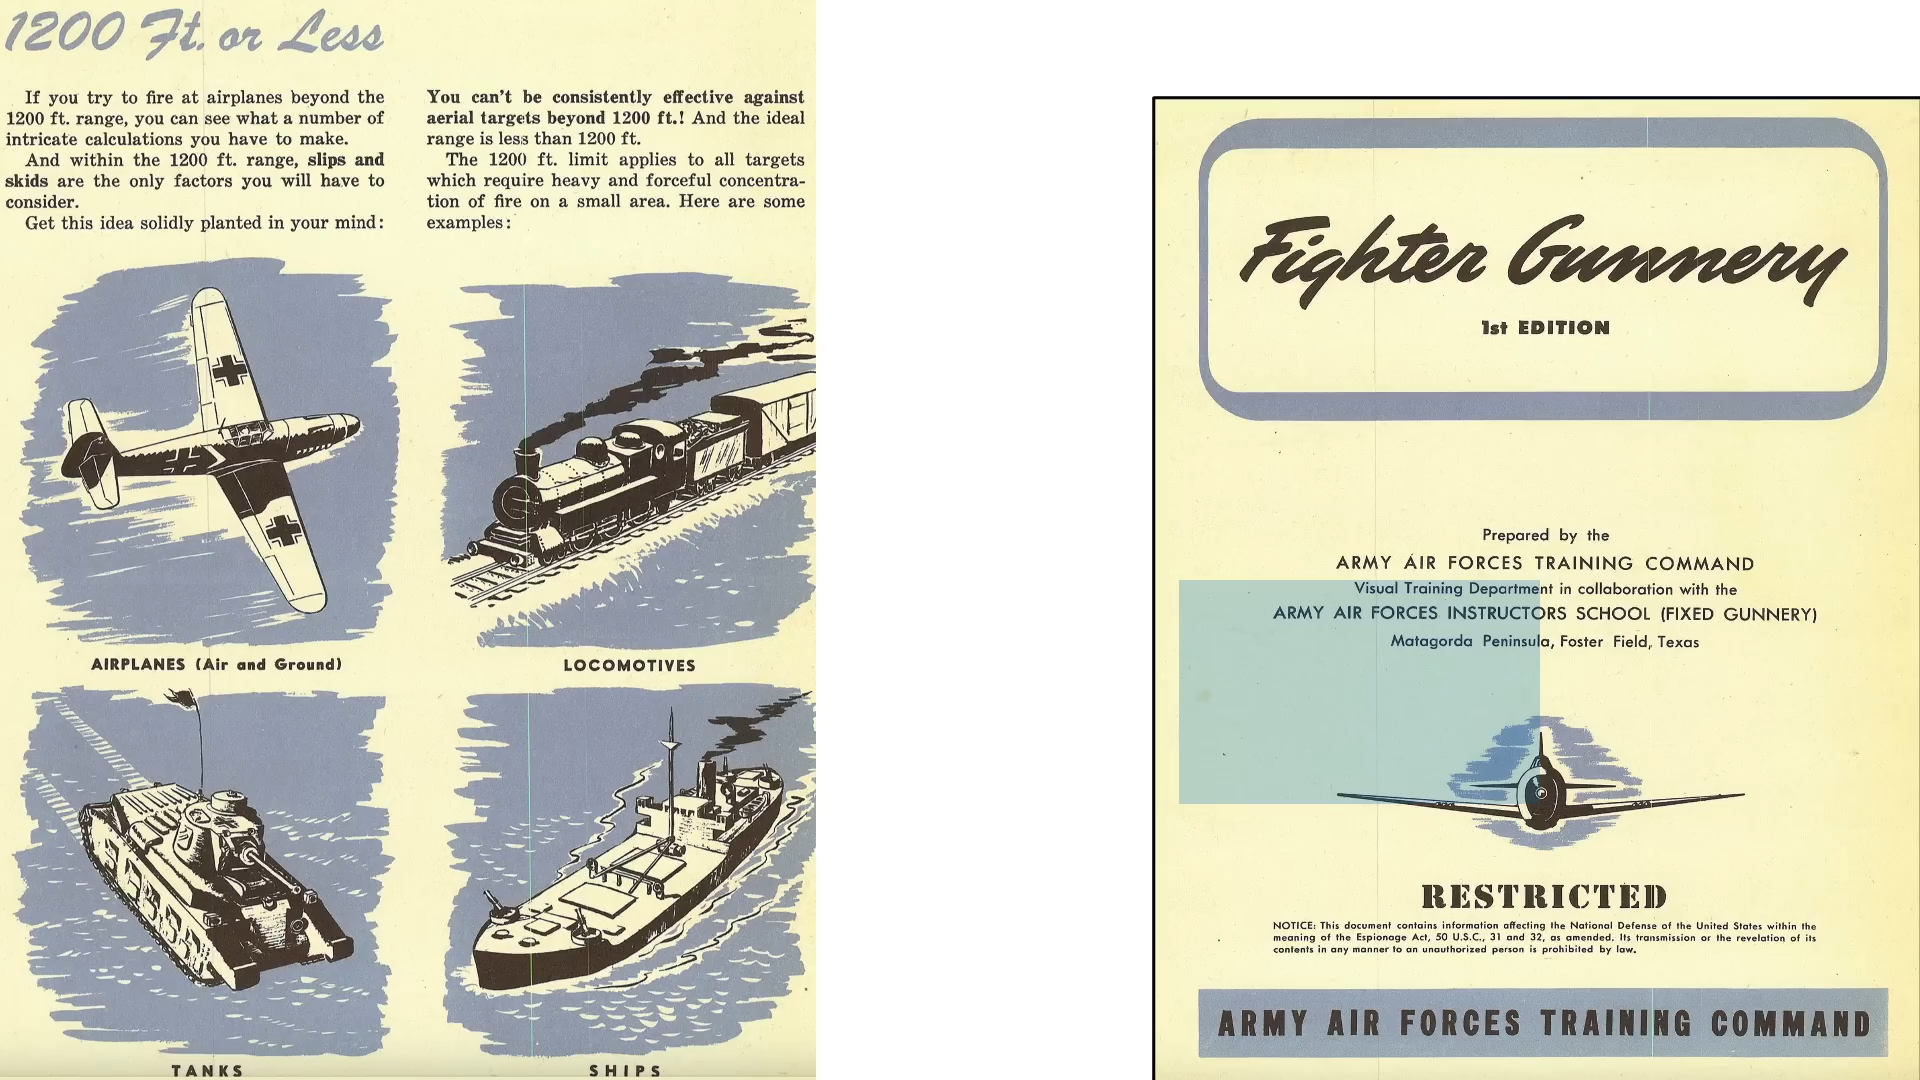 1200 Ft. or Less
If you try to fire at airplanes beyond the
1200 ft. range, you can see what a number of
intricate calculations you have to make.
And within the 1200 ft. range, slips and
skids are the only factors you will have to
consider.
Get this idea solidly planted in your mind:
You can't be consistently effective against
aerial targets beyond 1200 ft.! And the ideal
range is less than 1200 ft.
The 1200 ft. limit applies to all targets
which require heavy and forceful concentra-
tion of fire on a small area. Here are some
examples:
AIRPLANES (Air and Ground)
LOCOMOTIVES
TANKS
SHIPS
Fighter Gunnery
1st EDITION
Prepared by the
ARMY AIR FORCES TRAINING COMMAND
Visual Training Department in collaboration with the
ARMY AIR FORCES INSTRUCTORS SCHOOL (FIXED GUNNERY)
Matagorda Peninsula, Foster Field, Texas
RESTRICTED
NOTICE: This document contains information affecting the National Defense of the United States within the
meaning of the Espionage Act, 50 U.S.C., 31 and 32, as amended. Its transmission or the revelation of its
contents in any manner to an unauthorized person is prohibited by law.
ARMY AIR FORCES TRAINING COMMAND